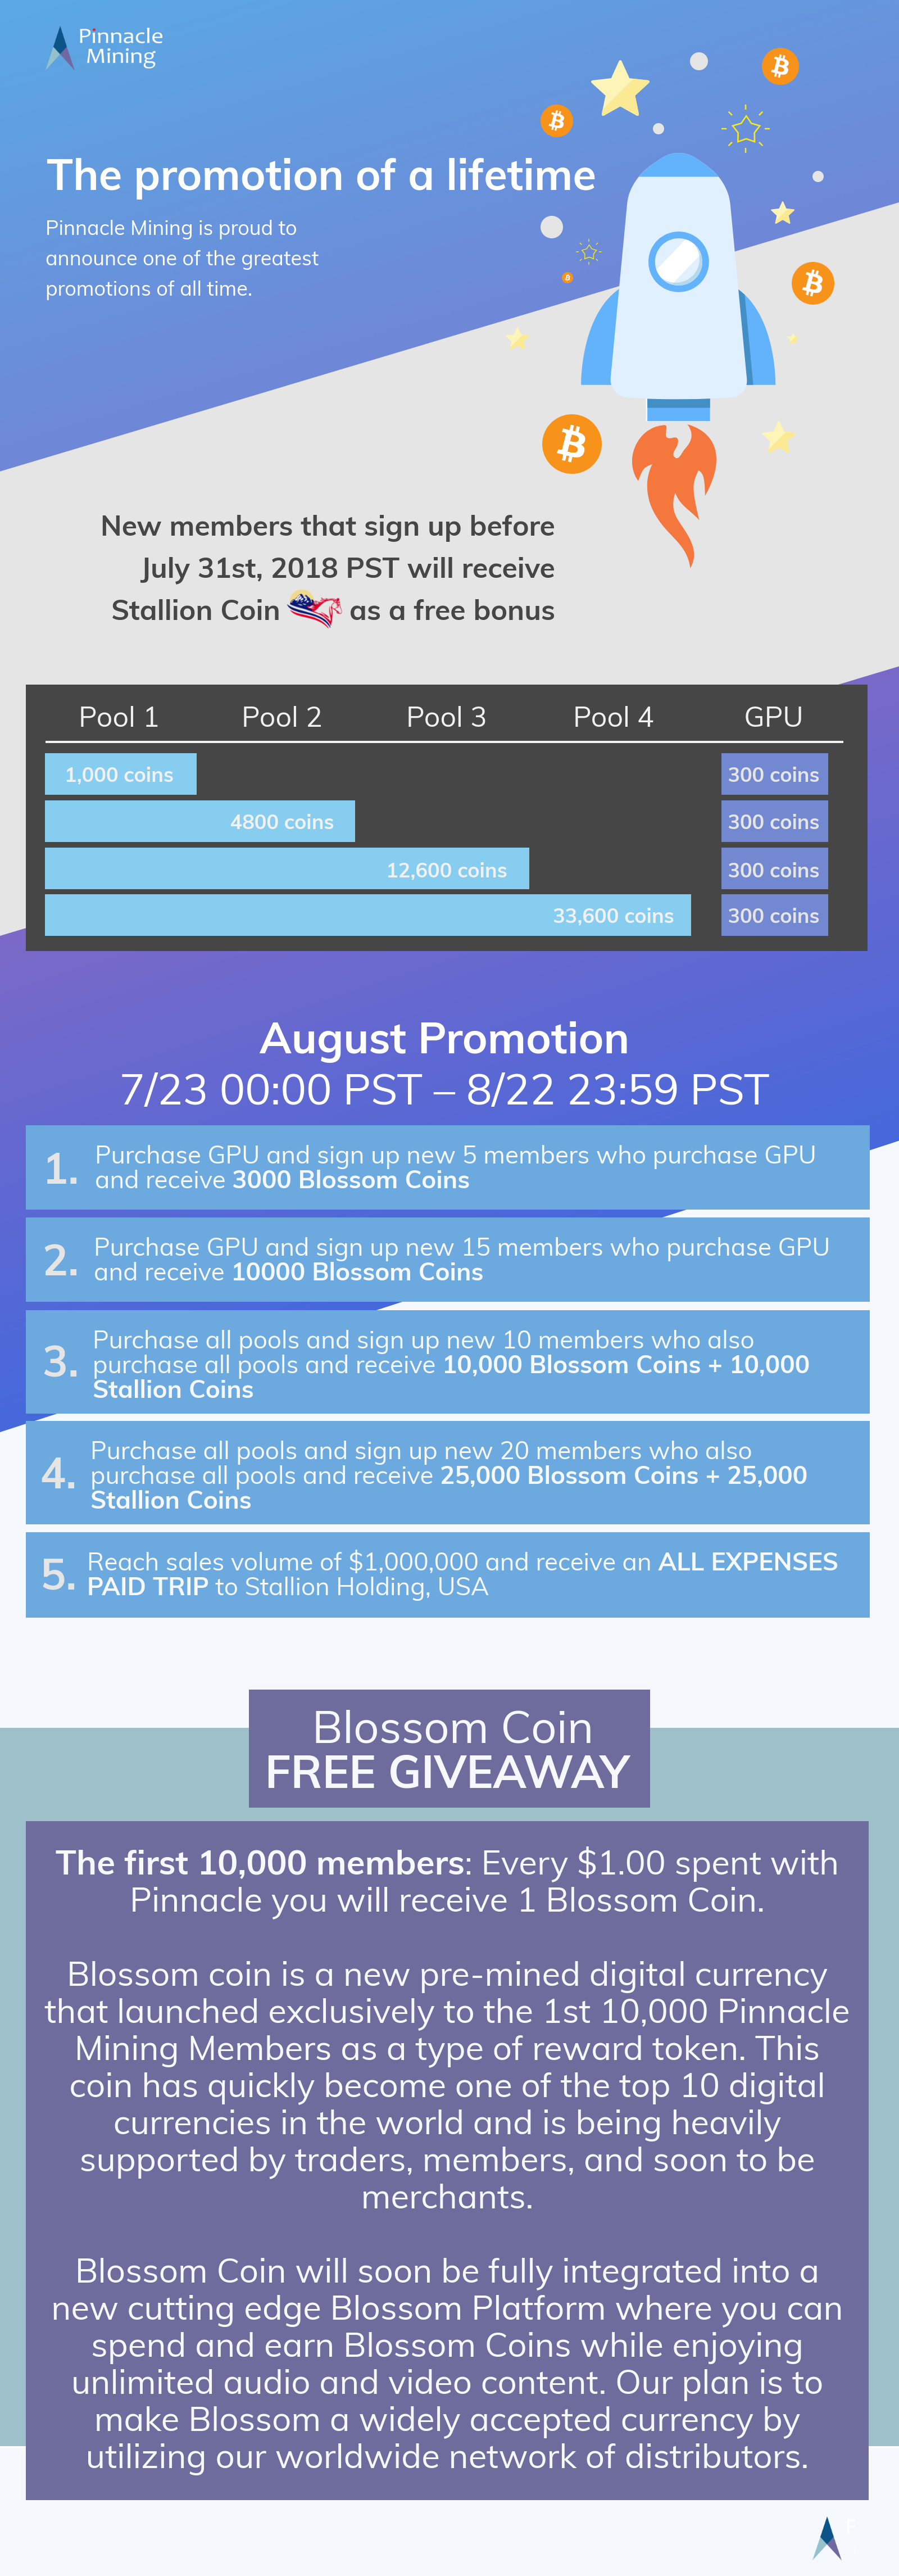 Pinnacle
Mining
The promotion of a lifetime
Pinnacle Mining is proud to
announce one of the greatest
promotions of all time.
New members that sign up before
July 31st, 2018 PST will receive
Stallion Coin as a free bonus
Pool 1 Pool 2 Pool 3 Pool 4 GPU
1,000 coins 300 coins
4800 coins 300 coins
12,600 coins 300 coins
33,600 coins 300 coins
August Promotion
7/23 00:00 PST – 8/22 23:59 PST
1. Purchase GPU and sign up new 5 members who purchase GPU
and receive 3000 Blossom Coins
2. Purchase GPU and sign up new 15 members who purchase GPU
and receive 10000 Blossom Coins
3. Purchase all pools and sign up new 10 members who also
purchase all pools and receive 10,000 Blossom Coins + 10,000
Stallion Coins
4. Purchase all pools and sign up new 20 members who also
purchase all pools and receive 25,000 Blossom Coins + 25,000
Stallion Coins
5. Reach sales volume of $1,000,000 and receive an ALL EXPENSES
PAID TRIP to Stallion Holding, USA
Blossom Coin
FREE GIVEAWAY
The first 10,000 members: Every $1.00 spent with
Pinnacle you will receive 1 Blossom Coin.
Blossom coin is a new pre-mined digital currency
that launched exclusively to the 1st 10,000 Pinnacle
Mining Members as a type of reward token. This
coin has quickly become one of the top 10 digital
currencies in the world and is being heavily
supported by traders, members, and soon to be
merchants.
Blossom Coin will soon be fully integrated into a
new cutting edge Blossom Platform where you can
spend and earn Blossom Coins while enjoying
unlimited audio and video content. Our plan is to
make Blossom a widely accepted currency by
utilizing our worldwide network of distributors.